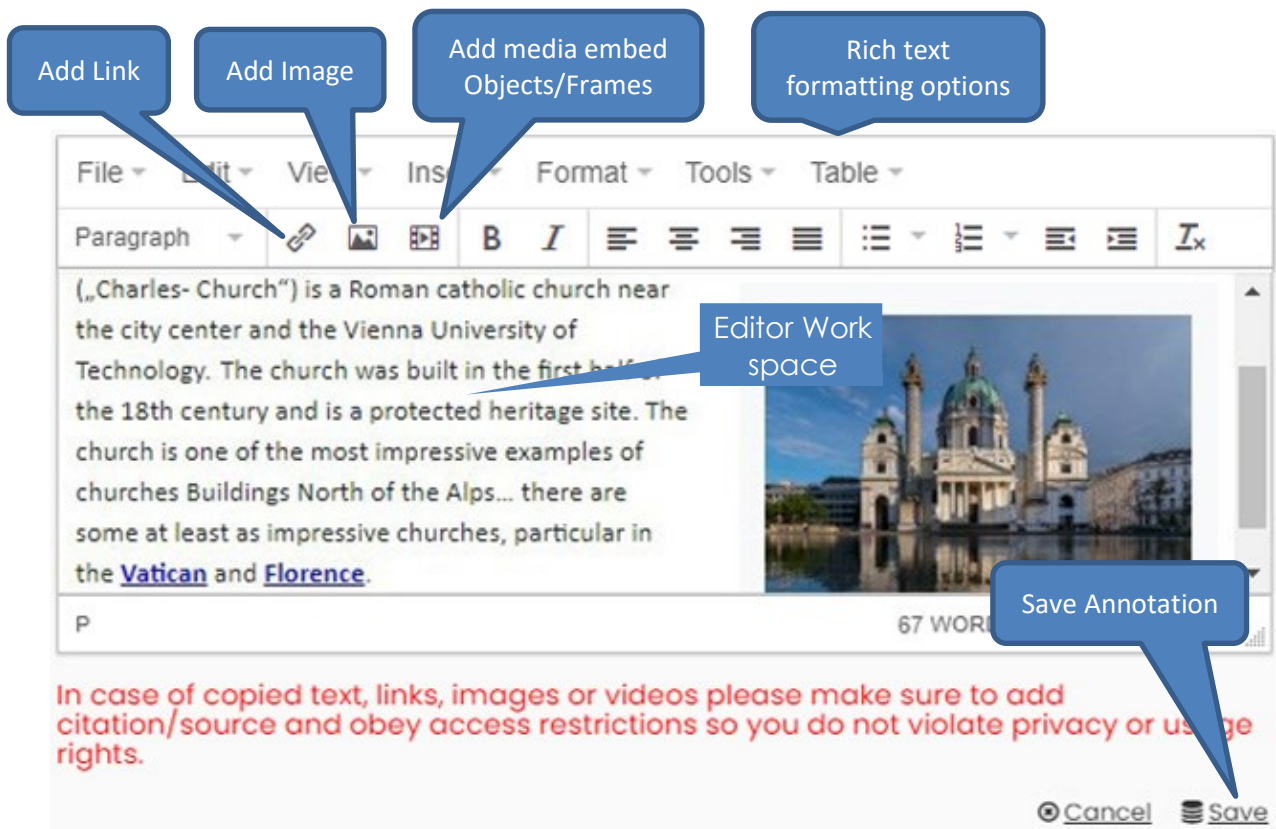 Add Link
Add Image
Add media embed
Objects/Frames
Rich text
formatting options
File Edit View Insert Format Tools Table
Paragraph B I Tx
(„Charles- Church“) is a Roman catholic church near
the city center and the Vienna University of
Technology. The church was built in the first half of
the 18th century and is a protected heritage site. The
church is one of the most impressive examples of
churches Buildings North of the Alps... there are
some at least as impressive churches, particular in
the Vatican and Florence.
Editor Work
space
P 67
Save Annotation
In case of copied text, links, images or videos please make sure to add
citation/source and obey access restrictions so you do not violate privacy or usage
rights.
Cancel Save